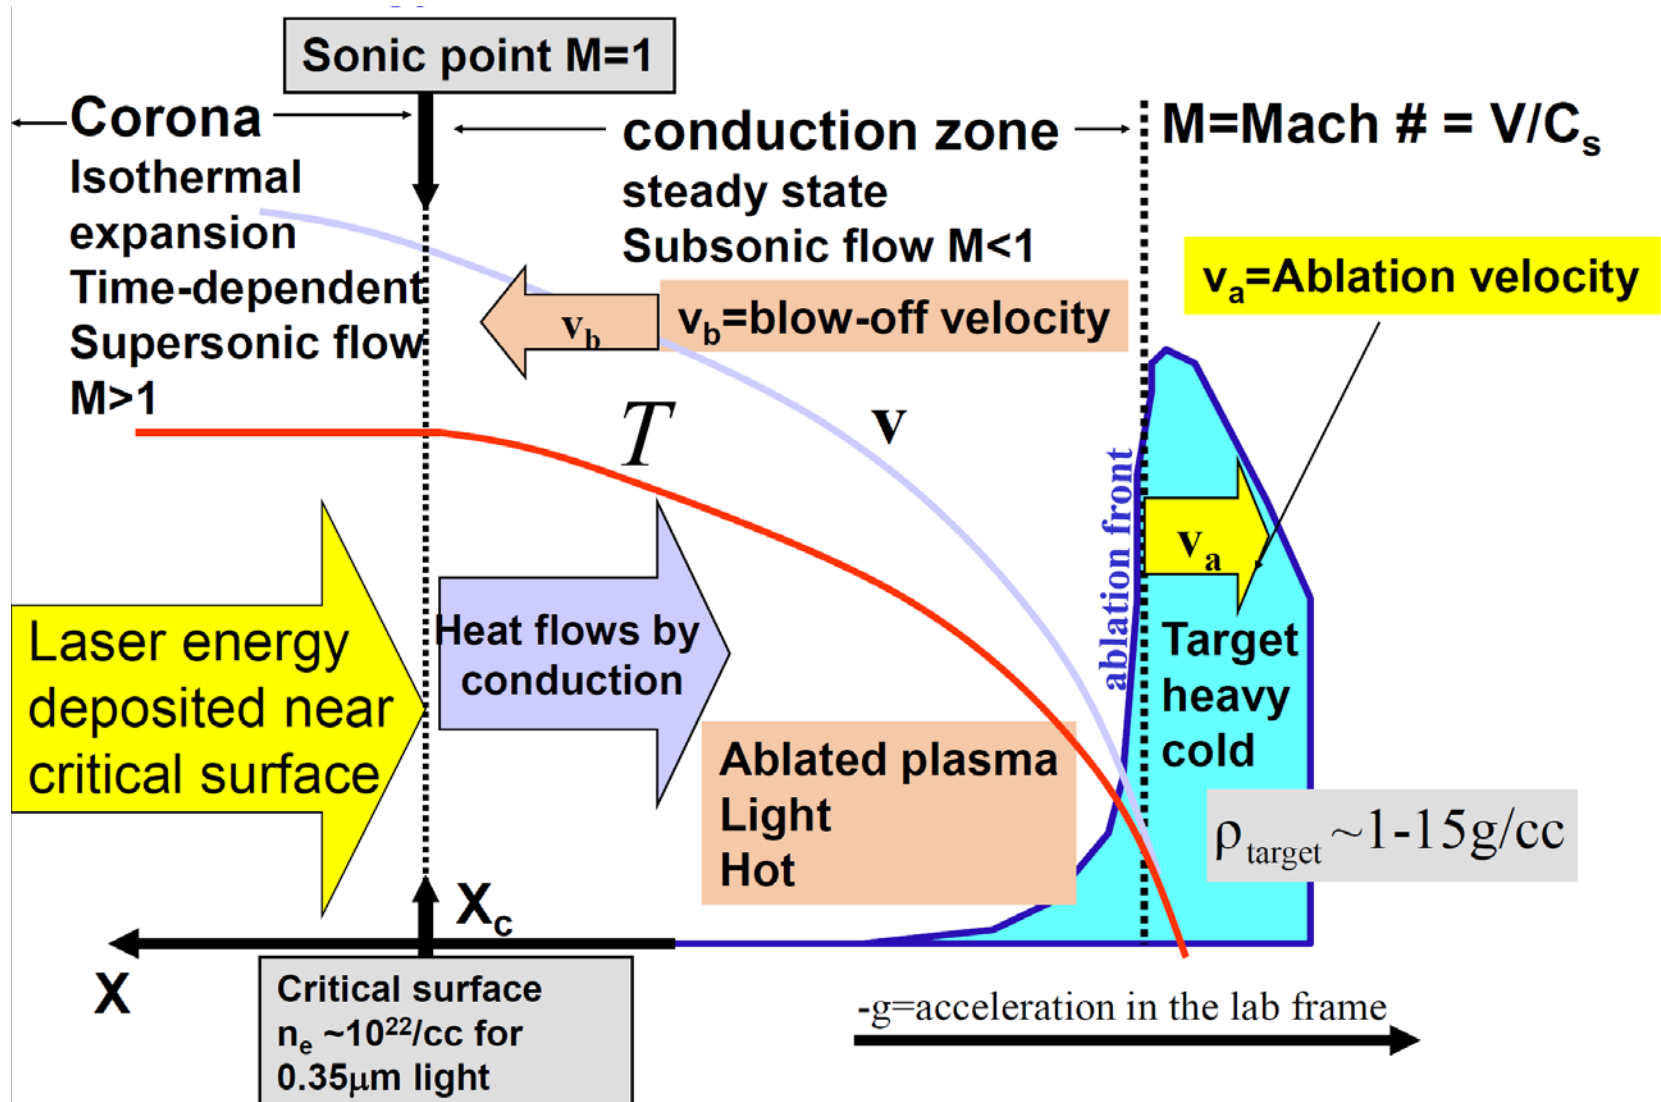 Sonic point M=1
Corona
Isothermal
expansion
Time-dependent
Supersonic flow
M>1
conduction zone
steady state
Subsonic flow M<1
M=Mach # = V/Cs
va=Ablation velocity
vb
vb=blow-off velocity
T
v
ablation front
va
Laser energy
deposited near
critical surface
Heat flows by
conduction
Target
heavy
cold
Ablated plasma
Light
Hot
ρtarget ~1-15g/cc
Xc
X
Critical surface
ne ~10²²/cc for
0.35μm light
-g=acceleration in the lab frame